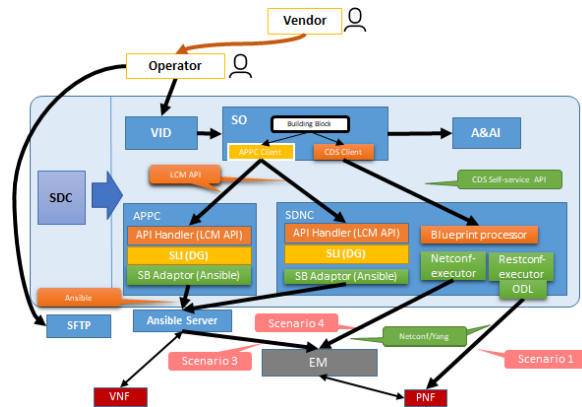 Vendor
Operator
SO
Building Block
VID
A&AI
APPC Client
CDS Client
LCM API
CDS Self-service API
SDC
APPC
SDNC
API Handler (LCM API)
API Handler (LCM API)
Blueprint processor
SLI (DG)
SLI (DG)
SB Adaptor (Ansible)
SB Adaptor (Ansible)
Netconf-
executor
Restconf-
executor
ODL
Ansible
SFTP
Ansible Server
Scenario 4
Netconf/Yang
Scenario 3
EM
Scenario 1
VNF
PNF